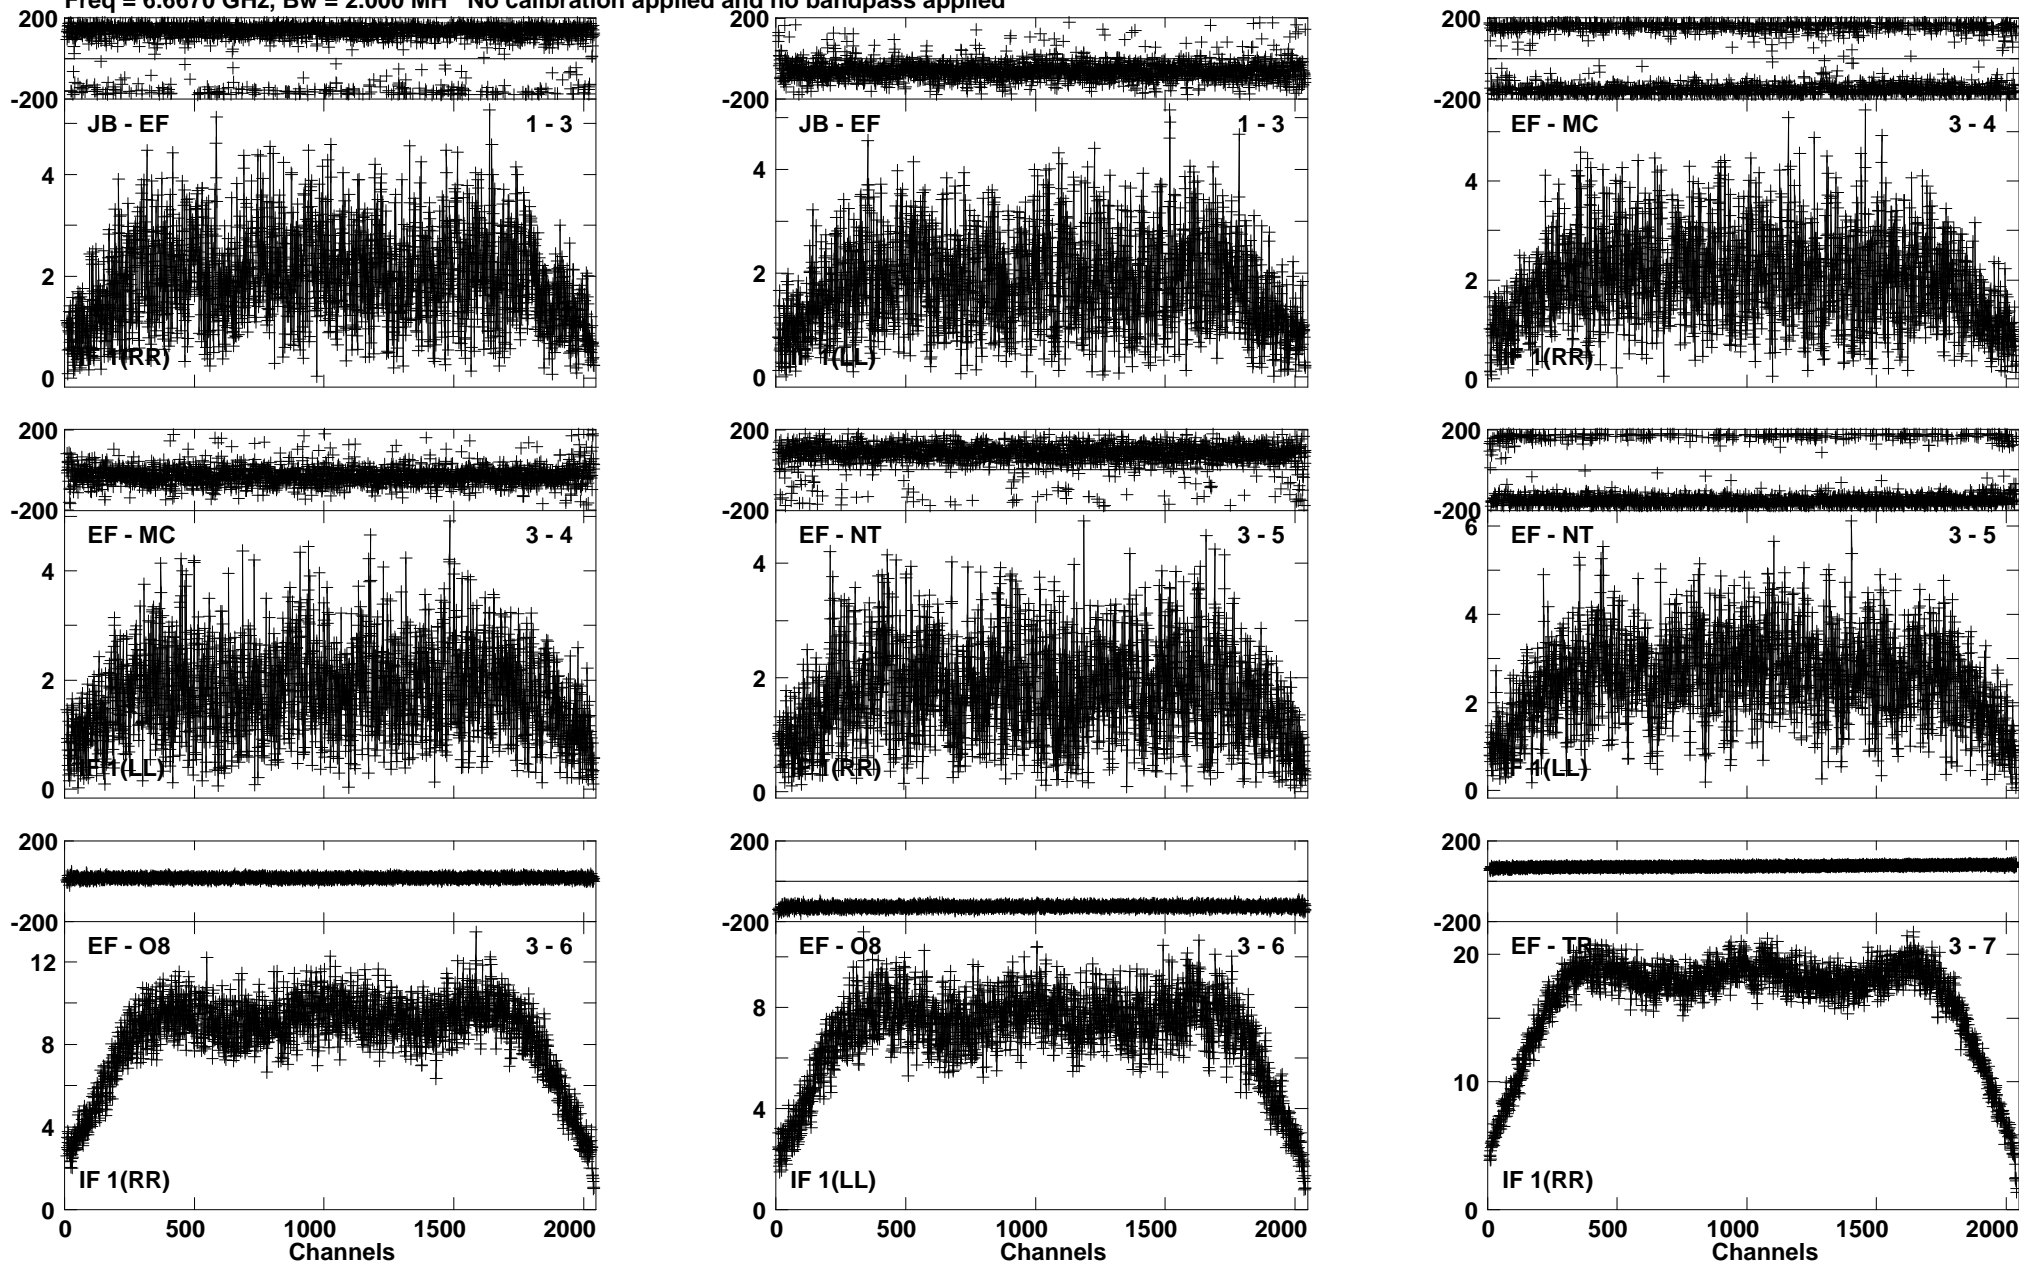 Freq = 6.6670 GHz, Bw = 2.000 MH No calibration applied and no bandpass applied
200
-200
JB - EF 1 - 3
4
2
0
IF 1(RR)
200
-200
JB - EF 1 - 3
4
2
0
IF 1(LL)
200
-200
EF - MC 3 - 4
4
2
0
IF 1(RR)
200
-200
EF - MC 3 - 4
4
2
0
IF 1(LL)
200
-200
EF - NT 3 - 5
4
2
0
IF 1(RR)
200
-200
EF - NT 3 - 5
6
4
2
0
IF 1(LL)
200
-200
EF - O8 3 - 6
12
8
4
0
IF 1(RR)
0 500 1000 1500 2000
Channels
200
-200
EF - O8 3 - 6
8
4
0
IF 1(LL)
0 500 1000 1500 2000
Channels
200
-200
EF - TR 3 - 7
20
10
0
IF 1(RR)
0 500 1000 1500 2000
Channels